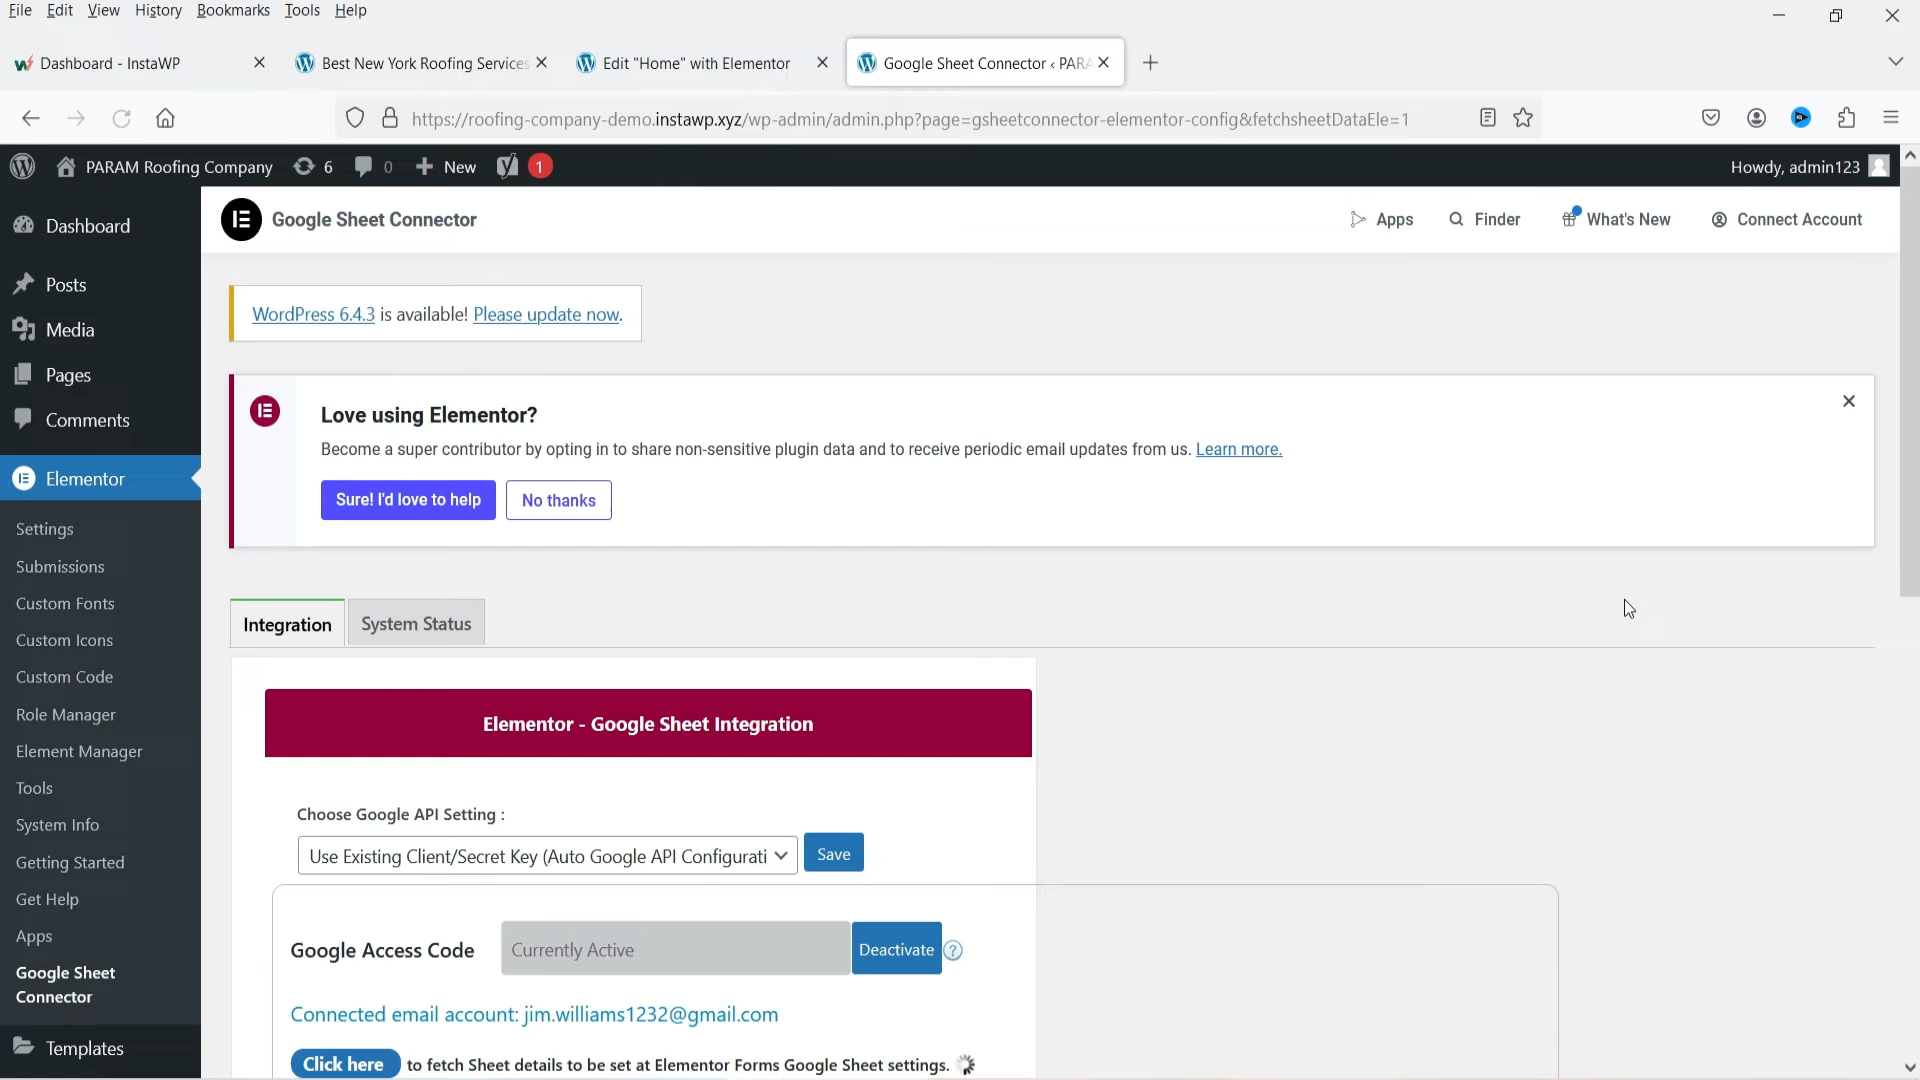 File Edit View History Bookmarks Tools Help
Dashboard - InstaWP
Best New York Roofing Services
Edit "Home" with Elementor
Google Sheet Connector ‹ PARA
https://roofing-company-demo.instawp.xyz/wp-admin/admin.php?page=gsheetconnector-elementor-config&fetchsheetDataEle=1
PARAM Roofing Company 6 0 New 1 Howdy, admin123
Google Sheet Connector Apps Finder What's New Connect Account
Dashboard
Posts
Media
Pages
Comments
Elementor
Settings
Submissions
Custom Fonts
Custom Icons
Custom Code
Role Manager
Element Manager
Tools
System Info
Getting Started
Get Help
Apps
Google Sheet
Connector
Templates
WordPress 6.4.3 is available! Please update now.
Love using Elementor?
Become a super contributor by opting in to share non-sensitive plugin data and to receive periodic email updates from us. Learn more.
Sure! I'd love to help No thanks
Integration System Status
Elementor - Google Sheet Integration
Choose Google API Setting :
Use Existing Client/Secret Key (Auto Google API Configurati Save
Google Access Code Currently Active Deactivate ?
Connected email account: jim.williams1232@gmail.com
Click here to fetch Sheet details to be set at Elementor Forms Google Sheet settings.